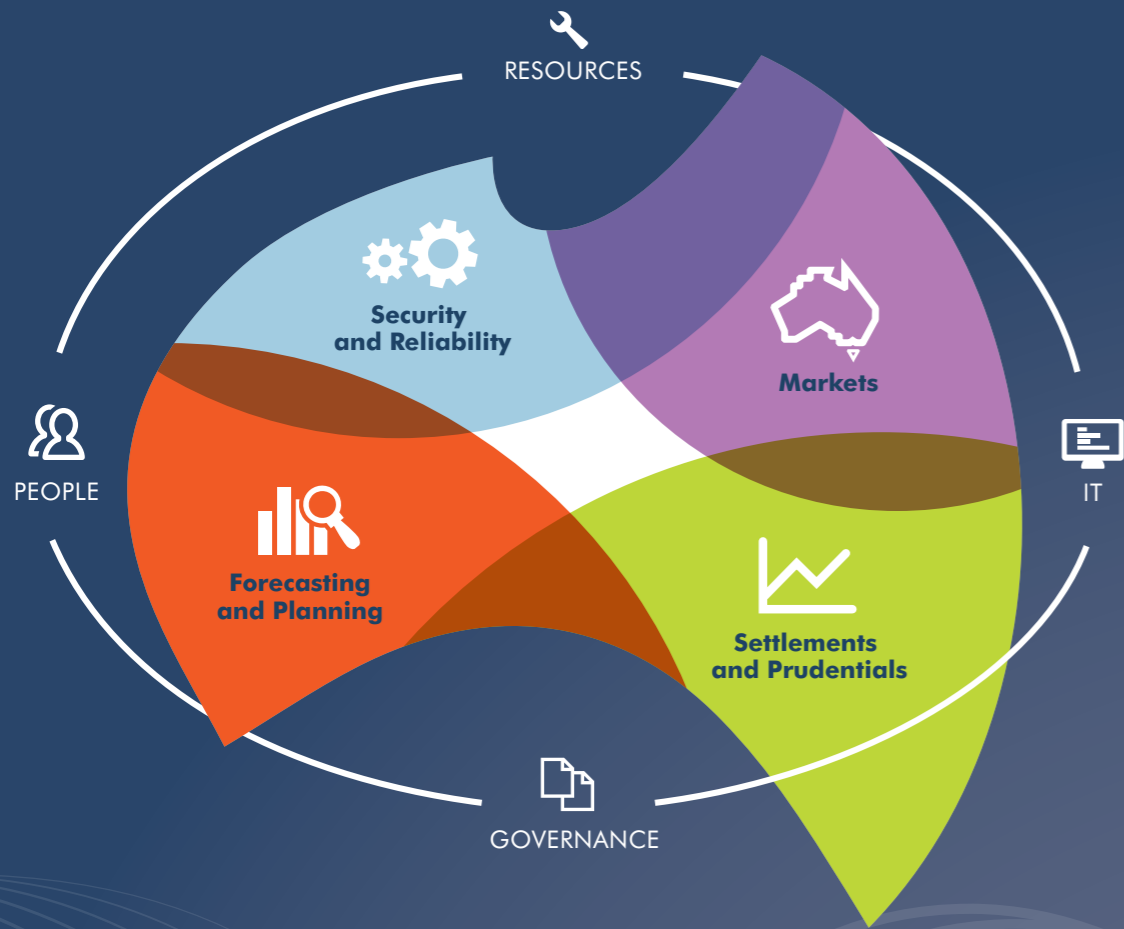 RESOURCES
Security
and Reliability
Markets
PEOPLE
IT
Forecasting
and Planning
Settlements
and Prudentials
GOVERNANCE